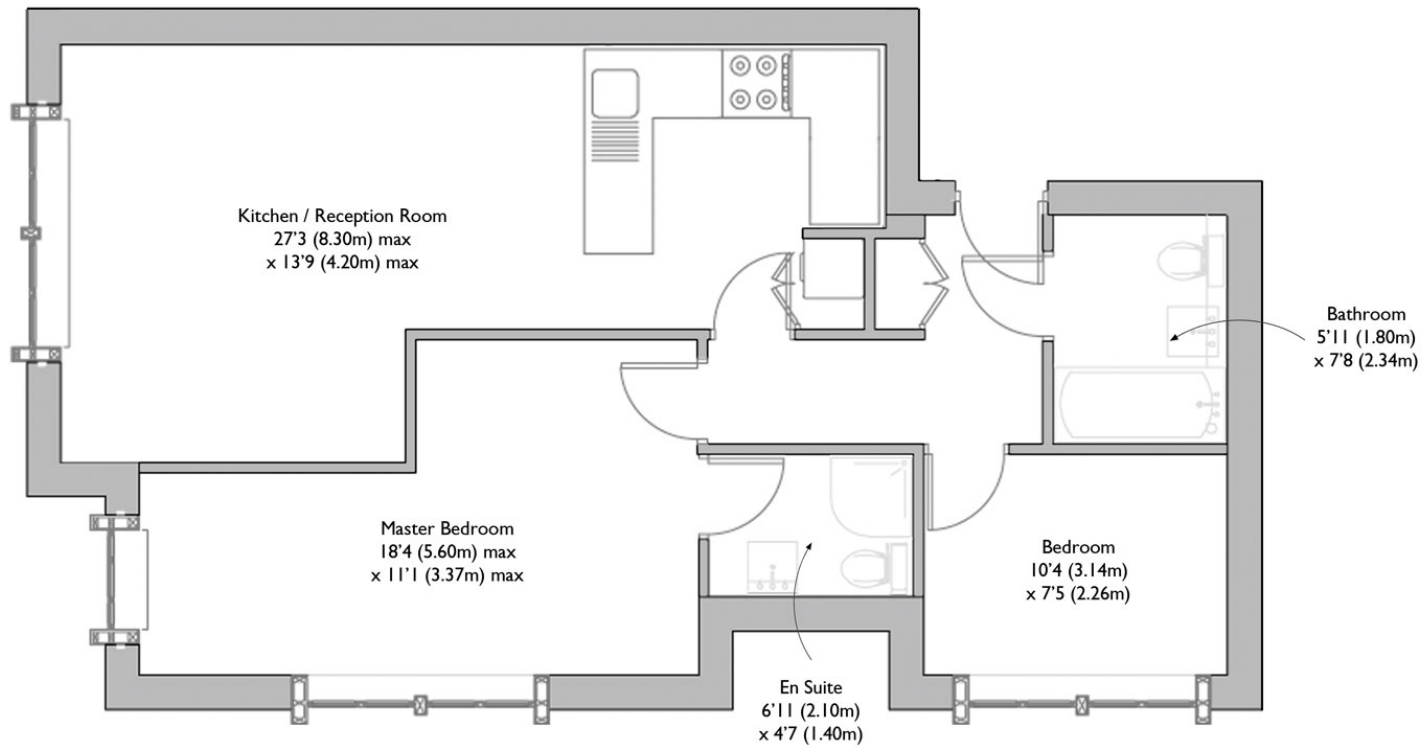 Kitchen / Reception Room
27'3 (8.30m) max
x 13'9 (4.20m) max
Bathroom
5'11 (1.80m)
x 7'8 (2.34m)
Master Bedroom
18'4 (5.60m) max
x 11'1 (3.37m) max
Bedroom
10'4 (3.14m)
x 7'5 (2.26m)
En Suite
6'11 (2.10m)
x 4'7 (1.40m)